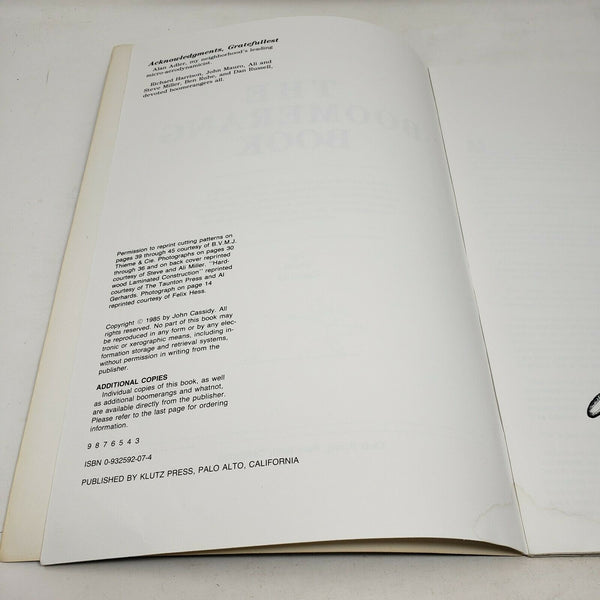 Acknowledgments, Gratefullest
Alan Adler, my neighborhood's leading
micro-aerodynamicist.
Richard Harrison, John Mauro, Ali and
Steve Miller, Ben Ruhe, and Dan Russell,
devoted boomerangers all.
THE
BOOMERANG
BOOK
Permission to reprint cutting patterns on
pages 39 through 45 courtesy of B.V.M.J.
Thieme & Cie. Photographs on pages 30
through 36 and on back cover reprinted
courtesy of Steve and Ali Miller. "Hard-
wood Laminated Construction" reprinted
courtesy of The Taunton Press and Al
Gerhards. Photograph on page 14
reprinted courtesy of Felix Hess.
Copyright © 1985 by John Cassidy. All
rights reserved. No part of this book may
be reproduced in any form or by any elec-
tronic or xerographic means, including in-
formation storage and retrieval systems,
without permission in writing from the
publisher.
ADDITIONAL COPIES
Individual copies of this book, as well
as additional boomerangs and whatnot,
are available directly from the publisher.
Please refer to the last page for ordering
information.
9 8 7 6 5 4 3
ISBN 0-932592-07-4
PUBLISHED BY KLUTZ PRESS, PALO ALTO, CALIFORNIA